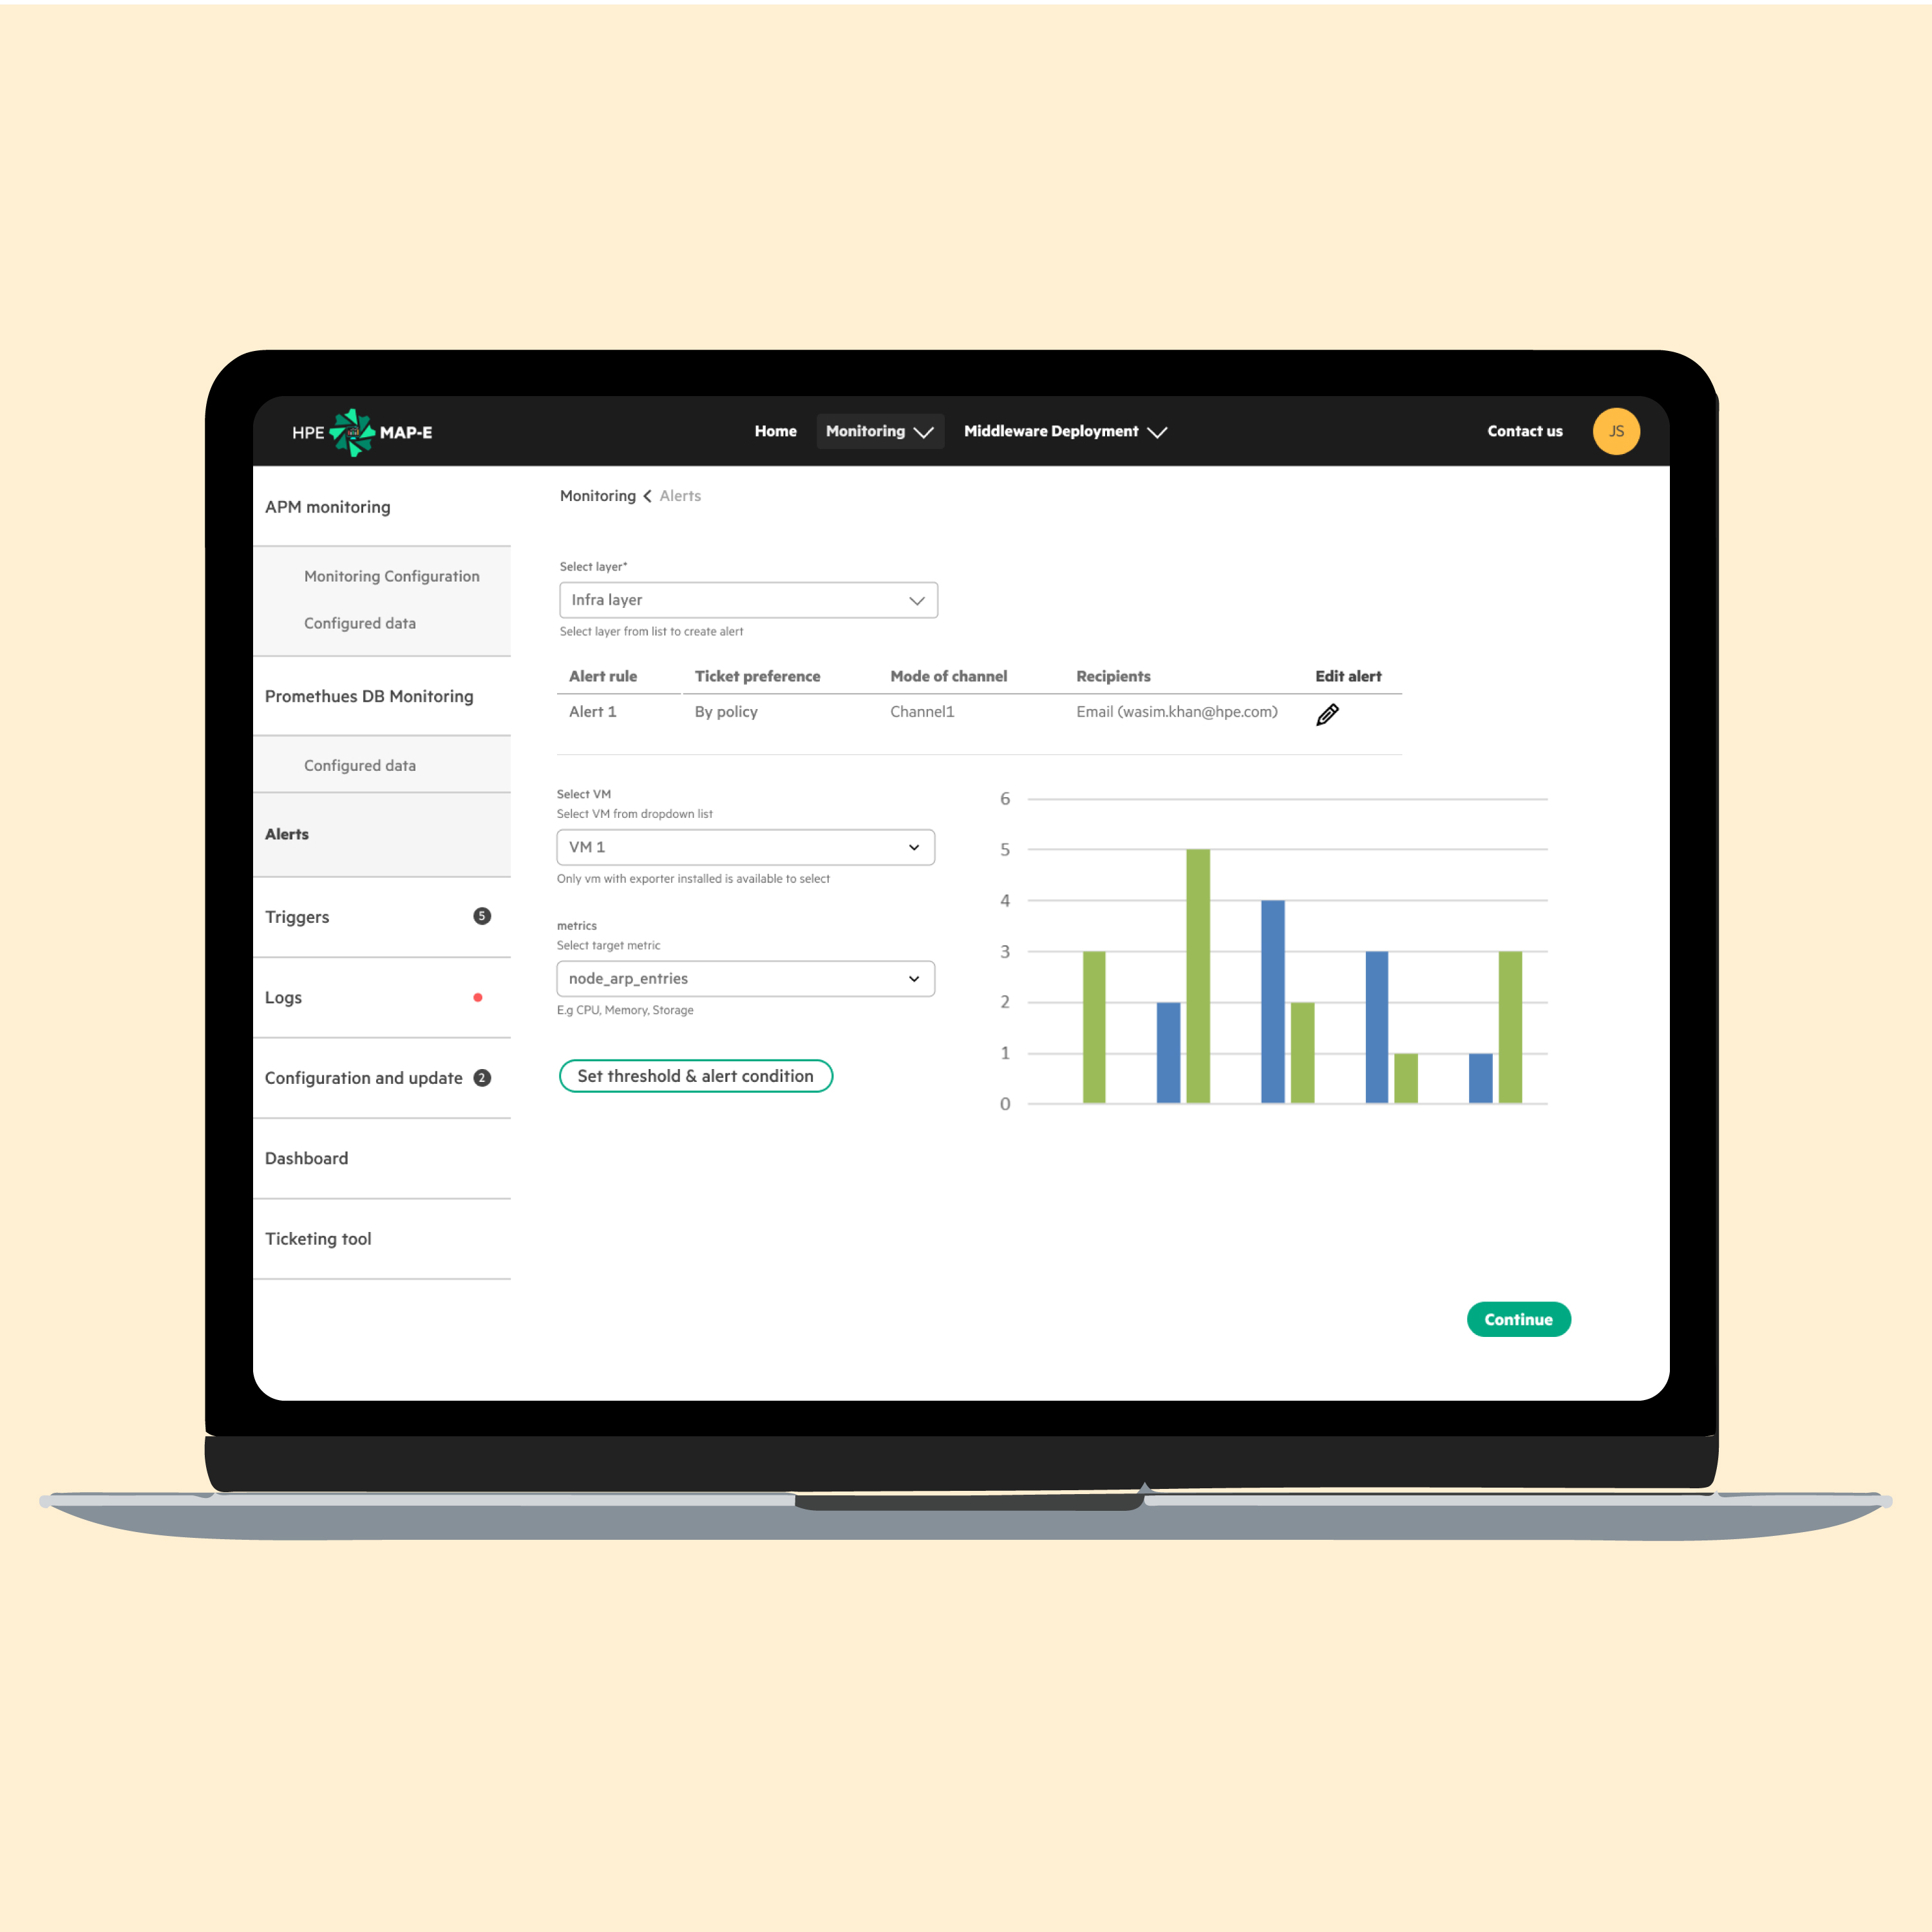 HPE MAP-E
Home Monitoring Middleware Deployment Contact us JS
APM monitoring
Monitoring Configuration
Configured data
Promethues DB Monitoring
Configured data
Alerts
Triggers 5
Logs
Configuration and update 2
Dashboard
Ticketing tool
Monitoring < Alerts
Select layer*
Infra layer
Select layer from list to create alert
Alert rule Ticket preference Mode of channel Recipients Edit alert
Alert 1 By policy Channel1 Email (wasim.khan@hpe.com)
Select VM
Select VM from dropdown list
VM 1
Only vm with exporter installed is available to select
metrics
Select target metric
node_arp_entries
E.g CPU, Memory, Storage
Set threshold & alert condition
6
5
4
3
2
1
0
Continue